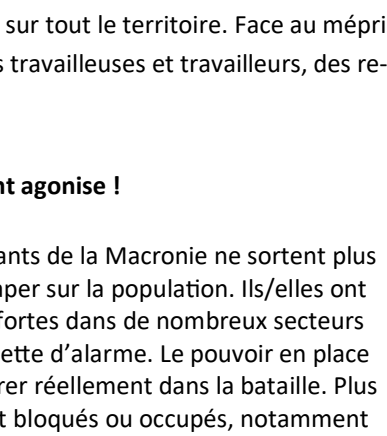 sur tout le territoire. Face au mépri
s travailleuses et travailleurs, des re-
nt agonise !
ants de la Macronie ne sortent plus
aper sur la population. Ils/elles ont
fortes dans de nombreux secteurs
ette d’alarme. Le pouvoir en place
rer réellement dans la bataille. Plus
t bloqués ou occupés, notamment